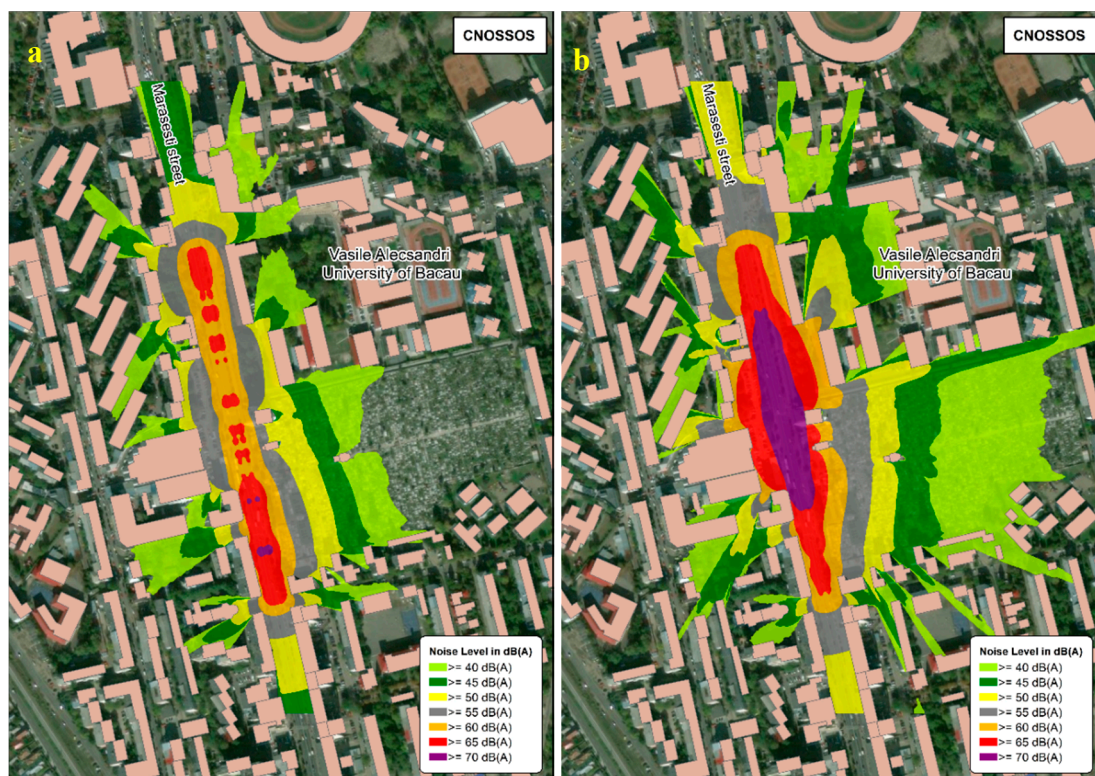 a
CNOSSOS
Marasesti street
Vasile Alecsandri
University of Bacau
Noise Level in dB(A)
>= 40 dB(A)
>= 45 dB(A)
>= 50 dB(A)
>= 55 dB(A)
>= 60 dB(A)
>= 65 dB(A)
>= 70 dB(A)
b
CNOSSOS
Marasesti street
Vasile Alecsandri
University of Bacau
Noise Level in dB(A)
>= 40 dB(A)
>= 45 dB(A)
>= 50 dB(A)
>= 55 dB(A)
>= 60 dB(A)
>= 65 dB(A)
>= 70 dB(A)